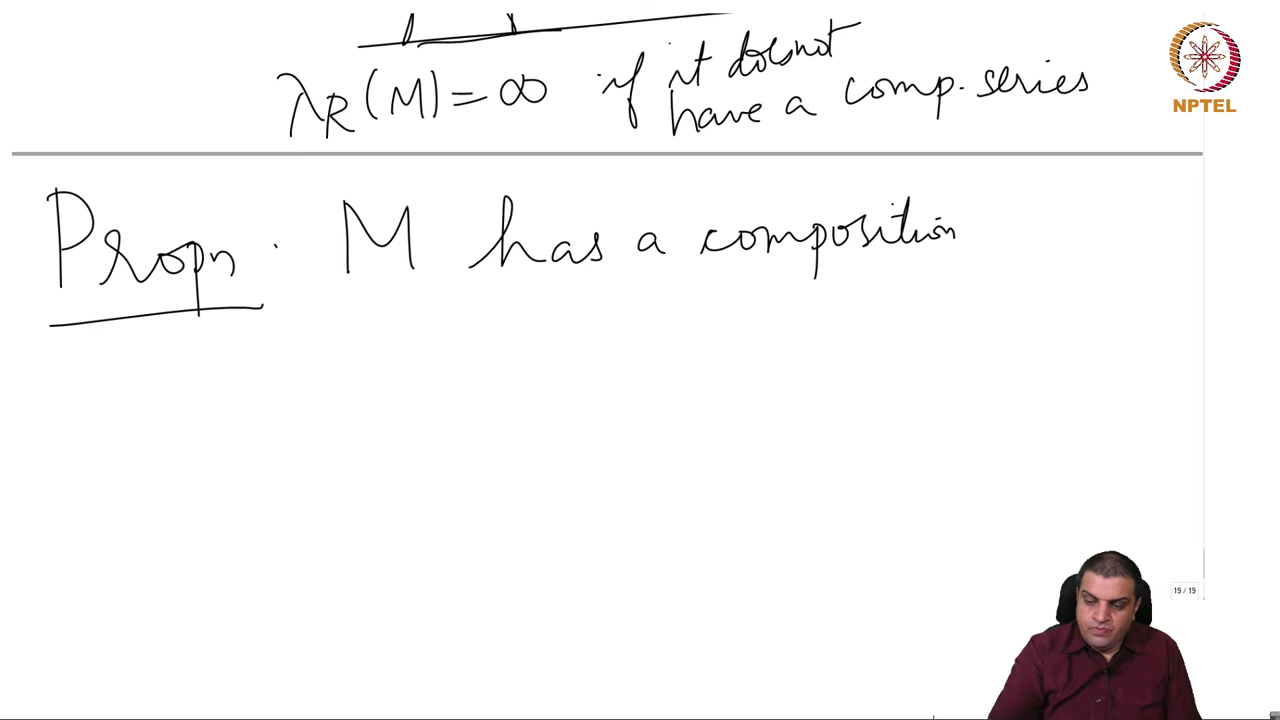 λ_R(M) = ∞ if it does not
have a comp. series
NPTEL
Propn. M has a composition
19 / 19